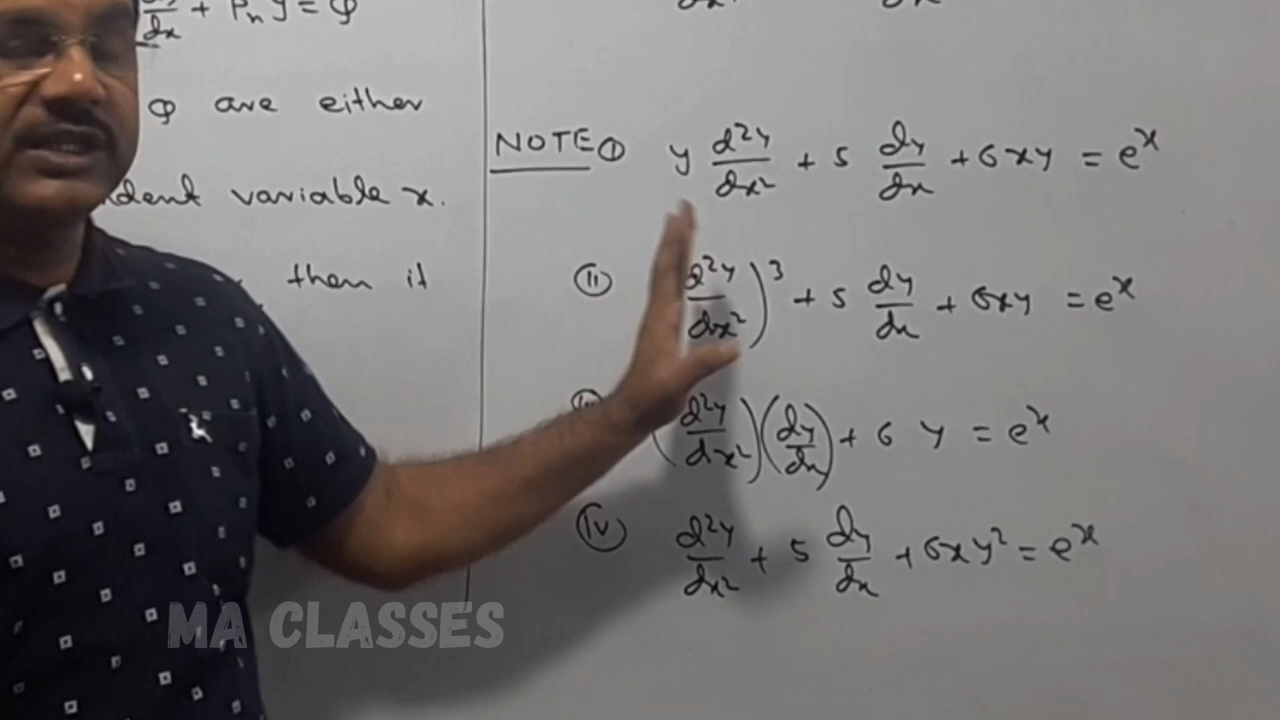 dy/dx + Pn y = Q
Q are either
variable x.
then it
NOTE ① y d²y/dx² + 5 dy/dx + 6xy = eˣ
(ii) d²y/dx²)³ + 5 dy/dx + 6xy = eˣ
(d²y/dx²)(dy/dx) + 6 y = eˣ
(iv) d²y/dx² + 5 dy/dx + 6xy² = eˣ
MA CLASSES